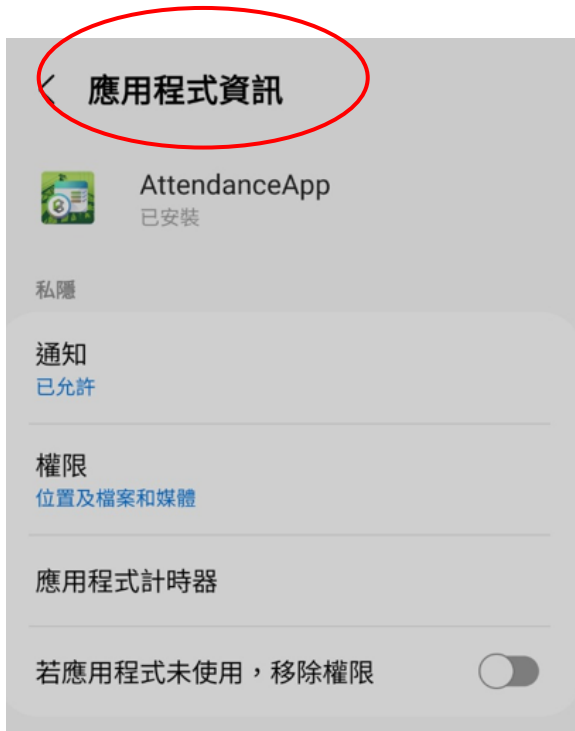 應用程式資訊
AttendanceApp
已安裝
私隱
通知
已允許
權限
位置及檔案和媒體
應用程式計時器
若應用程式未使用，移除權限